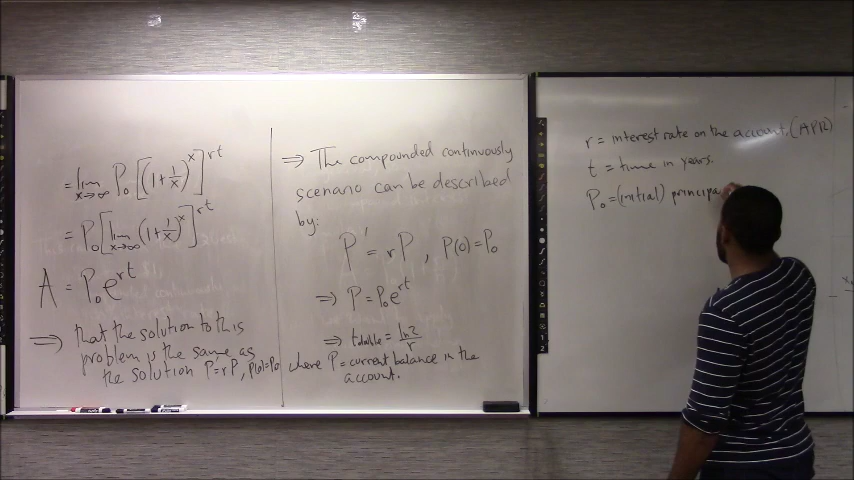 = lim x→∞ P₀ [(1+1/x)^x]^rt
= P₀ [lim x→∞ (1+1/x)^x]^rt
A = P₀e^rt
⇒ that the solution to this
problem is the same as
the solution P'=rP, P(0)=P₀
⇒ The compounded continuously
scenario can be described
by:
P' = rP, P(0)=P₀
⇒ P=P₀e^rt
⇒ t double = ln2/r
where P=current balance in the
account.
r = interest rate on the account. (APR)
t = time in years.
P₀ = (initial) principa